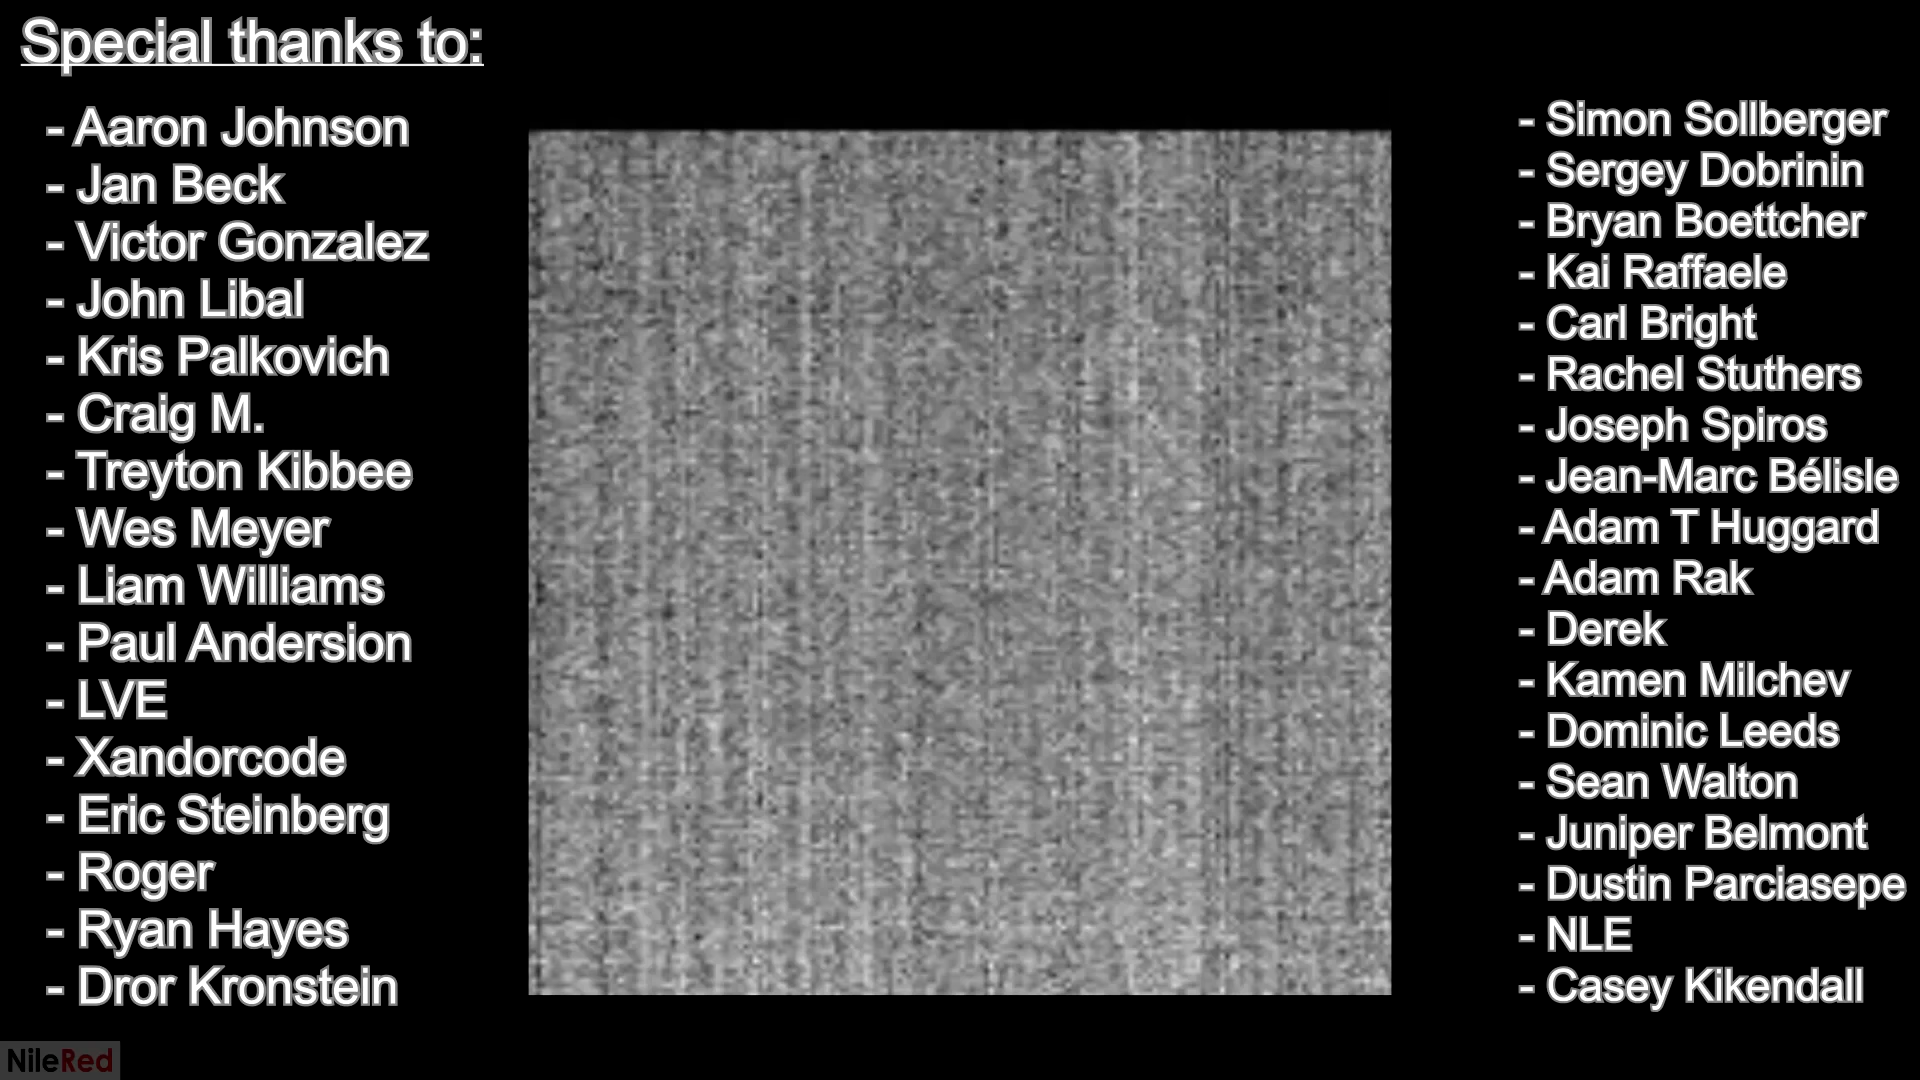 Special thanks to:
- Aaron Johnson
- Jan Beck
- Victor Gonzalez
- John Libal
- Kris Palkovich
- Craig M.
- Treyton Kibbee
- Wes Meyer
- Liam Williams
- Paul Andersion
- LVE
- Xandorcode
- Eric Steinberg
- Roger
- Ryan Hayes
- Dror Kronstein
- Simon Sollberger
- Sergey Dobrinin
- Bryan Boettcher
- Kai Raffaele
- Carl Bright
- Rachel Stuthers
- Joseph Spiros
- Jean-Marc Bélisle
- Adam T Huggard
- Adam Rak
- Derek
- Kamen Milchev
- Dominic Leeds
- Sean Walton
- Juniper Belmont
- Dustin Parciasepe
- NLE
- Casey Kikendall
NileRed